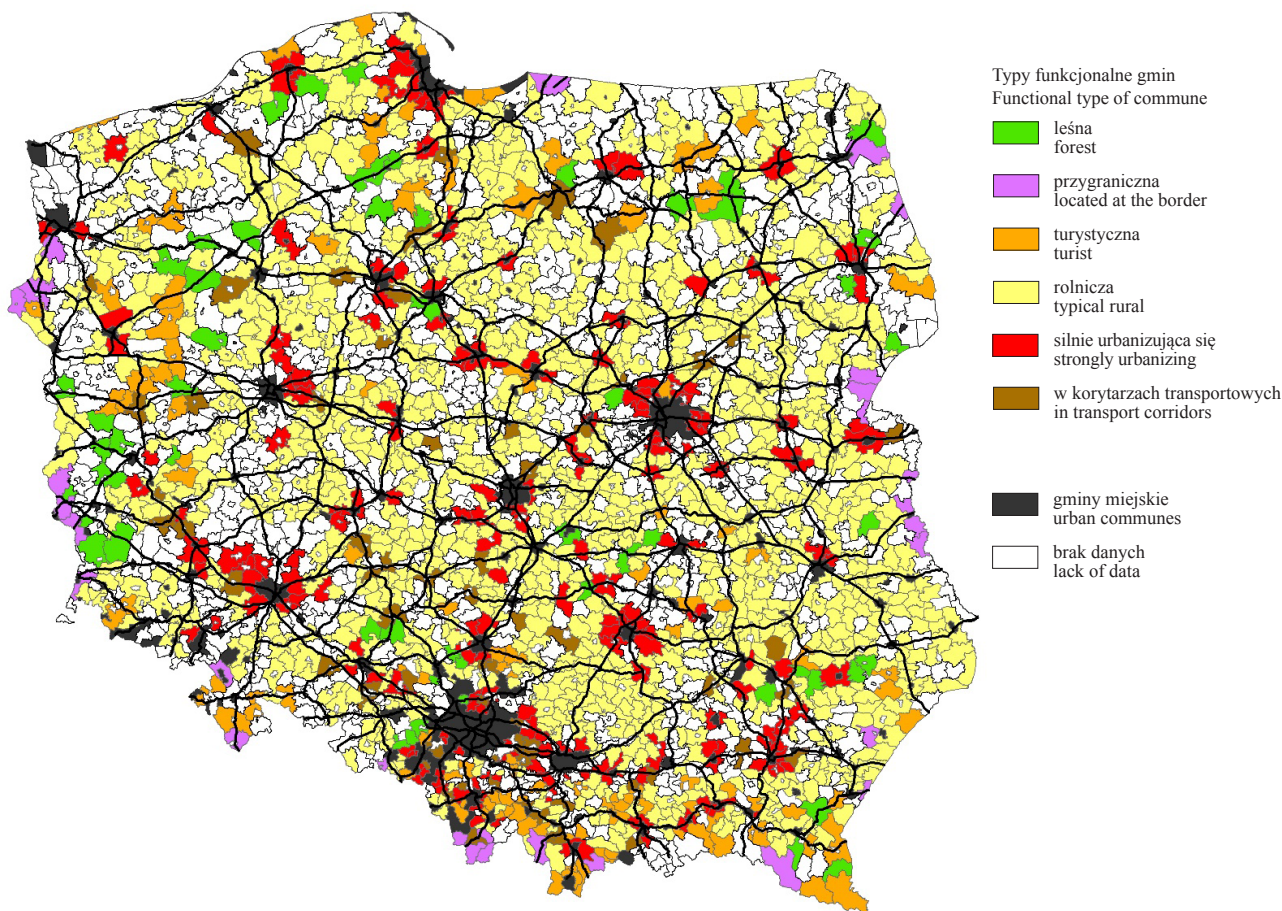 Typy funkcjonalne gmin
Functional type of commune
leśna
forest
przygraniczna
located at the border
turystyczna
turist
rolnicza
typical rural
silnie urbanizująca się
strongly urbanizing
w korytarzach transportowych
in transport corridors
gminy miejskie
urban communes
brak danych
lack of data